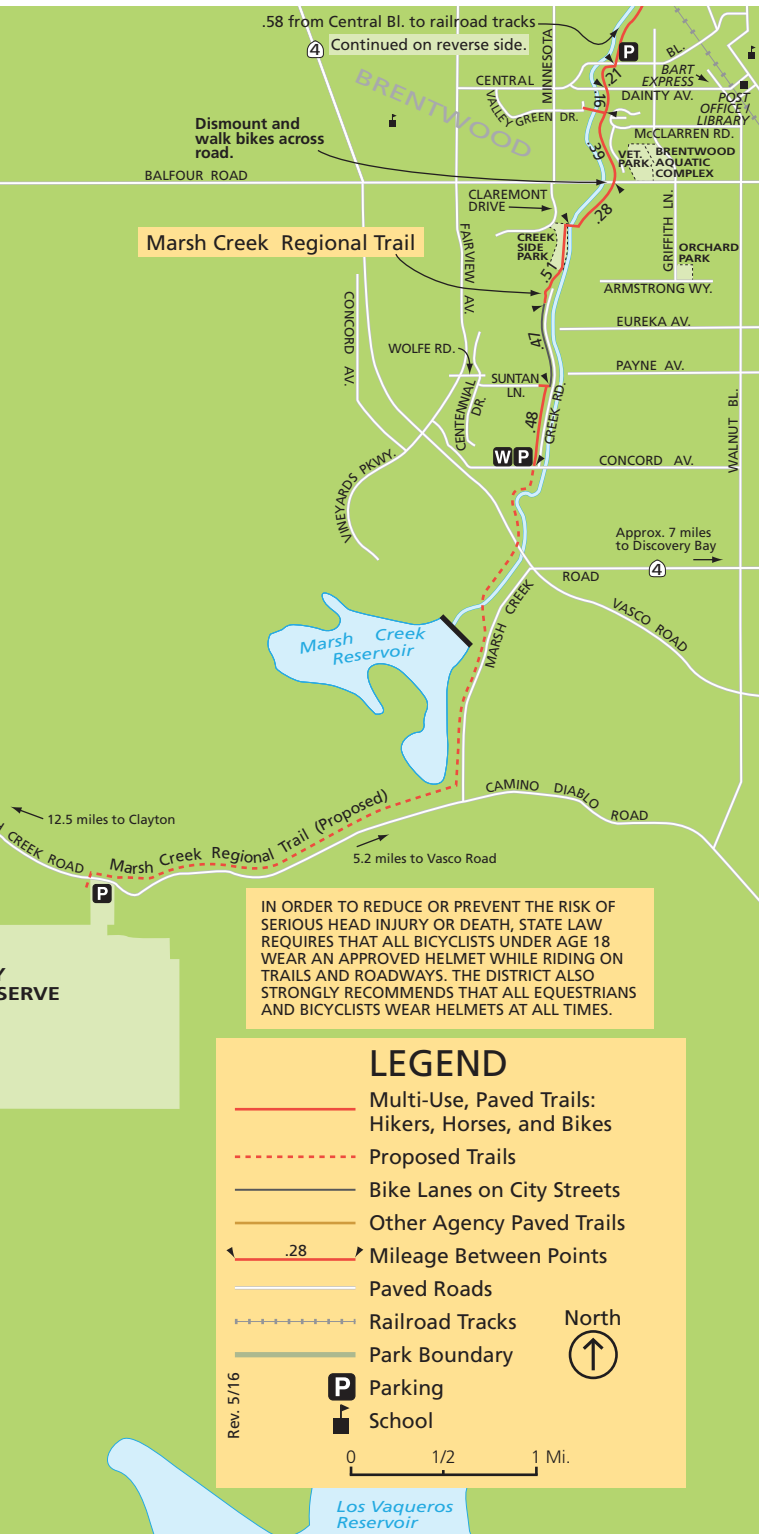 .58 from Central Bl. to railroad tracks
Continued on reverse side.
4
P
BL.
.21
BART
EXPRESS
MINNESOTA
CENTRAL
DAINTY AV.
.16
POST
OFFICE
LIBRARY
BRENTWOOD
VALLEY GREEN DR.
Dismount and
walk bikes across
road.
McCLARREN RD.
.39
VET.
PARK
BRENTWOOD
AQUATIC
COMPLEX
BALFOUR ROAD
CLAREMONT
DRIVE
.28
GRIFFITH LN.
Marsh Creek Regional Trail
FAIRVIEW AV.
CREEK
SIDE
PARK
ORCHARD
PARK
.51
ARMSTRONG WY.
CONCORD AV.
EUREKA AV.
.47
WOLFE RD.
PAYNE AV.
SUNTAN
LN.
CENTENNIAL
DR.
.48
CREEK RD.
WALNUT BL.
W P
CONCORD AV.
VINEYARDS PKWY.
Approx. 7 miles
to Discovery Bay
4
ROAD
MARSH CREEK
VASCO ROAD
Marsh Creek
Reservoir
CAMINO DIABLO ROAD
12.5 miles to Clayton
H CREEK ROAD
Marsh Creek Regional Trail (Proposed)
5.2 miles to Vasco Road
P
Y
SERVE
IN ORDER TO REDUCE OR PREVENT THE RISK OF
SERIOUS HEAD INJURY OR DEATH, STATE LAW
REQUIRES THAT ALL BICYCLISTS UNDER AGE 18
WEAR AN APPROVED HELMET WHILE RIDING ON
TRAILS AND ROADWAYS. THE DISTRICT ALSO
STRONGLY RECOMMENDS THAT ALL EQUESTRIANS
AND BICYCLISTS WEAR HELMETS AT ALL TIMES.
LEGEND
Multi-Use, Paved Trails:
Hikers, Horses, and Bikes
Proposed Trails
Bike Lanes on City Streets
Other Agency Paved Trails
.28
Mileage Between Points
Paved Roads
Railroad Tracks
North
Park Boundary
P Parking
School
Rev. 5/16
0 1/2 1 Mi.
Los Vaqueros
Reservoir